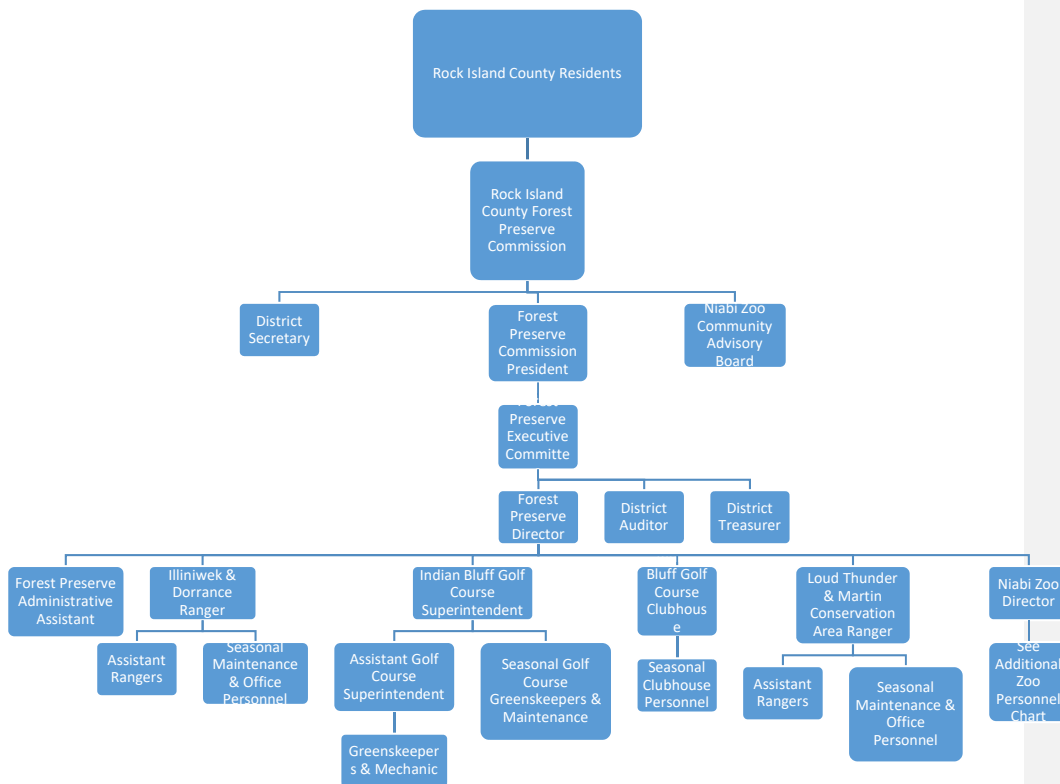 Rock Island County Residents
Rock Island
County Forest
Preserve
Commission
District
Secretary
Forest
Preserve
Commission
President
Niabi Zoo
Community
Advisory
Board
Forest
Preserve
Executive
Committe
Forest
Preserve
Director
District
Auditor
District
Treasurer
Forest Preserve
Administrative
Assistant
Illiniwek &
Dorrance
Ranger
Indian Bluff Golf
Course
Superintendent
Bluff Golf
Course
Clubhous
e
Loud Thunder
& Martin
Conservation
Area Ranger
Niabi Zoo
Director
Assistant
Rangers
Seasonal
Maintenance
& Office
Personnel
Assistant Golf
Course
Superintendent
Seasonal Golf
Course
Greenskeepers &
Maintenance
Seasonal
Clubhouse
Personnel
Assistant
Rangers
Seasonal
Maintenance &
Office
Personnel
See
Additional
Zoo
Personnel
Chart
Greenskeeper
s & Mechanic